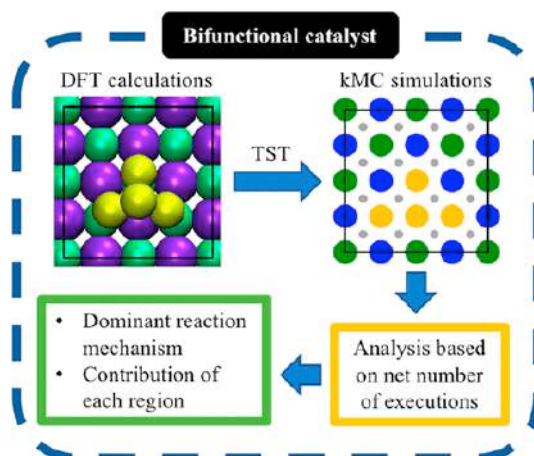 Bifunctional catalyst
DFT calculations
kMC simulations
TST
• Dominant reaction
mechanism
• Contribution of
each region
Analysis based
on net number
of executions